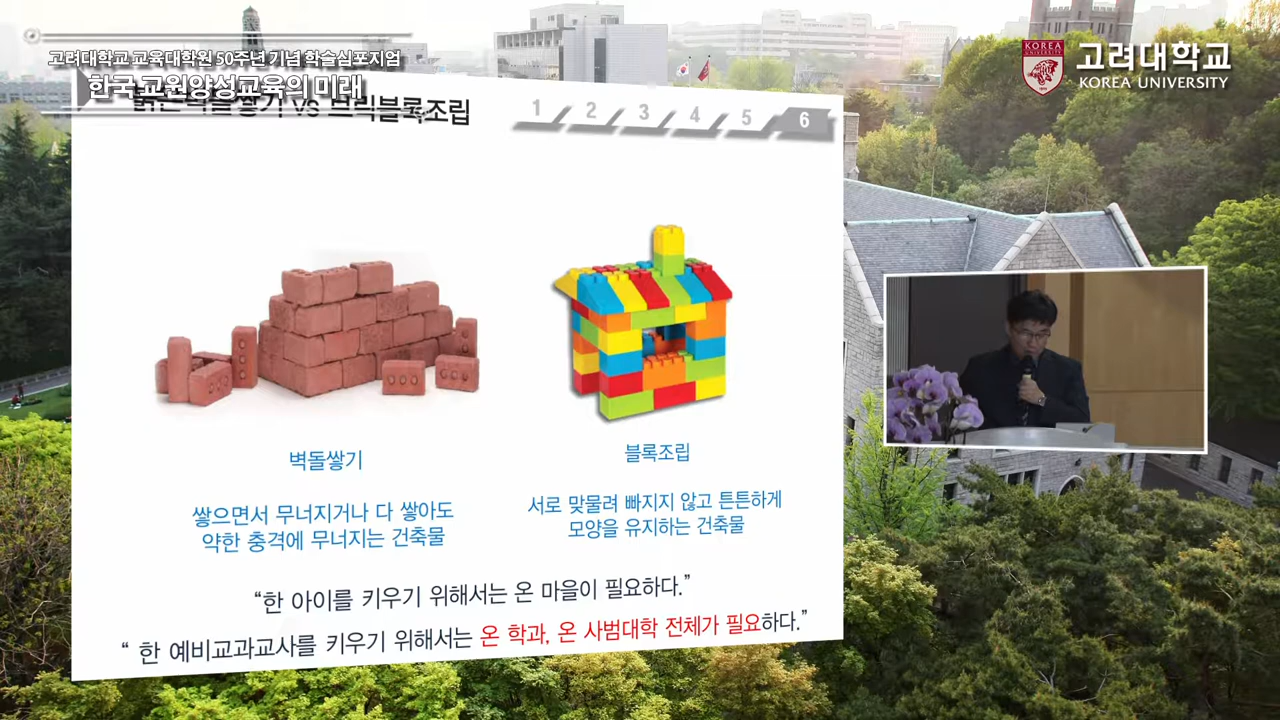 고려대학교 교육대학원 50주년 기념 학술심포지엄
한국 교원양성교육의 미래
KOREA
고려대학교
KOREA UNIVERSITY
vs 브릭블록조립
1 2 3 4 5 6
벽돌쌓기
쌓으면서 무너지거나 다 쌓아도
약한 충격에 무너지는 건축물
블록조립
서로 맞물려 빠지지 않고 튼튼하게
모양을 유지하는 건축물
“한 아이를 키우기 위해서는 온 마을이 필요하다.”
“ 한 예비교과교사를 키우기 위해서는 온 학과, 온 사범대학 전체가 필요하다.”